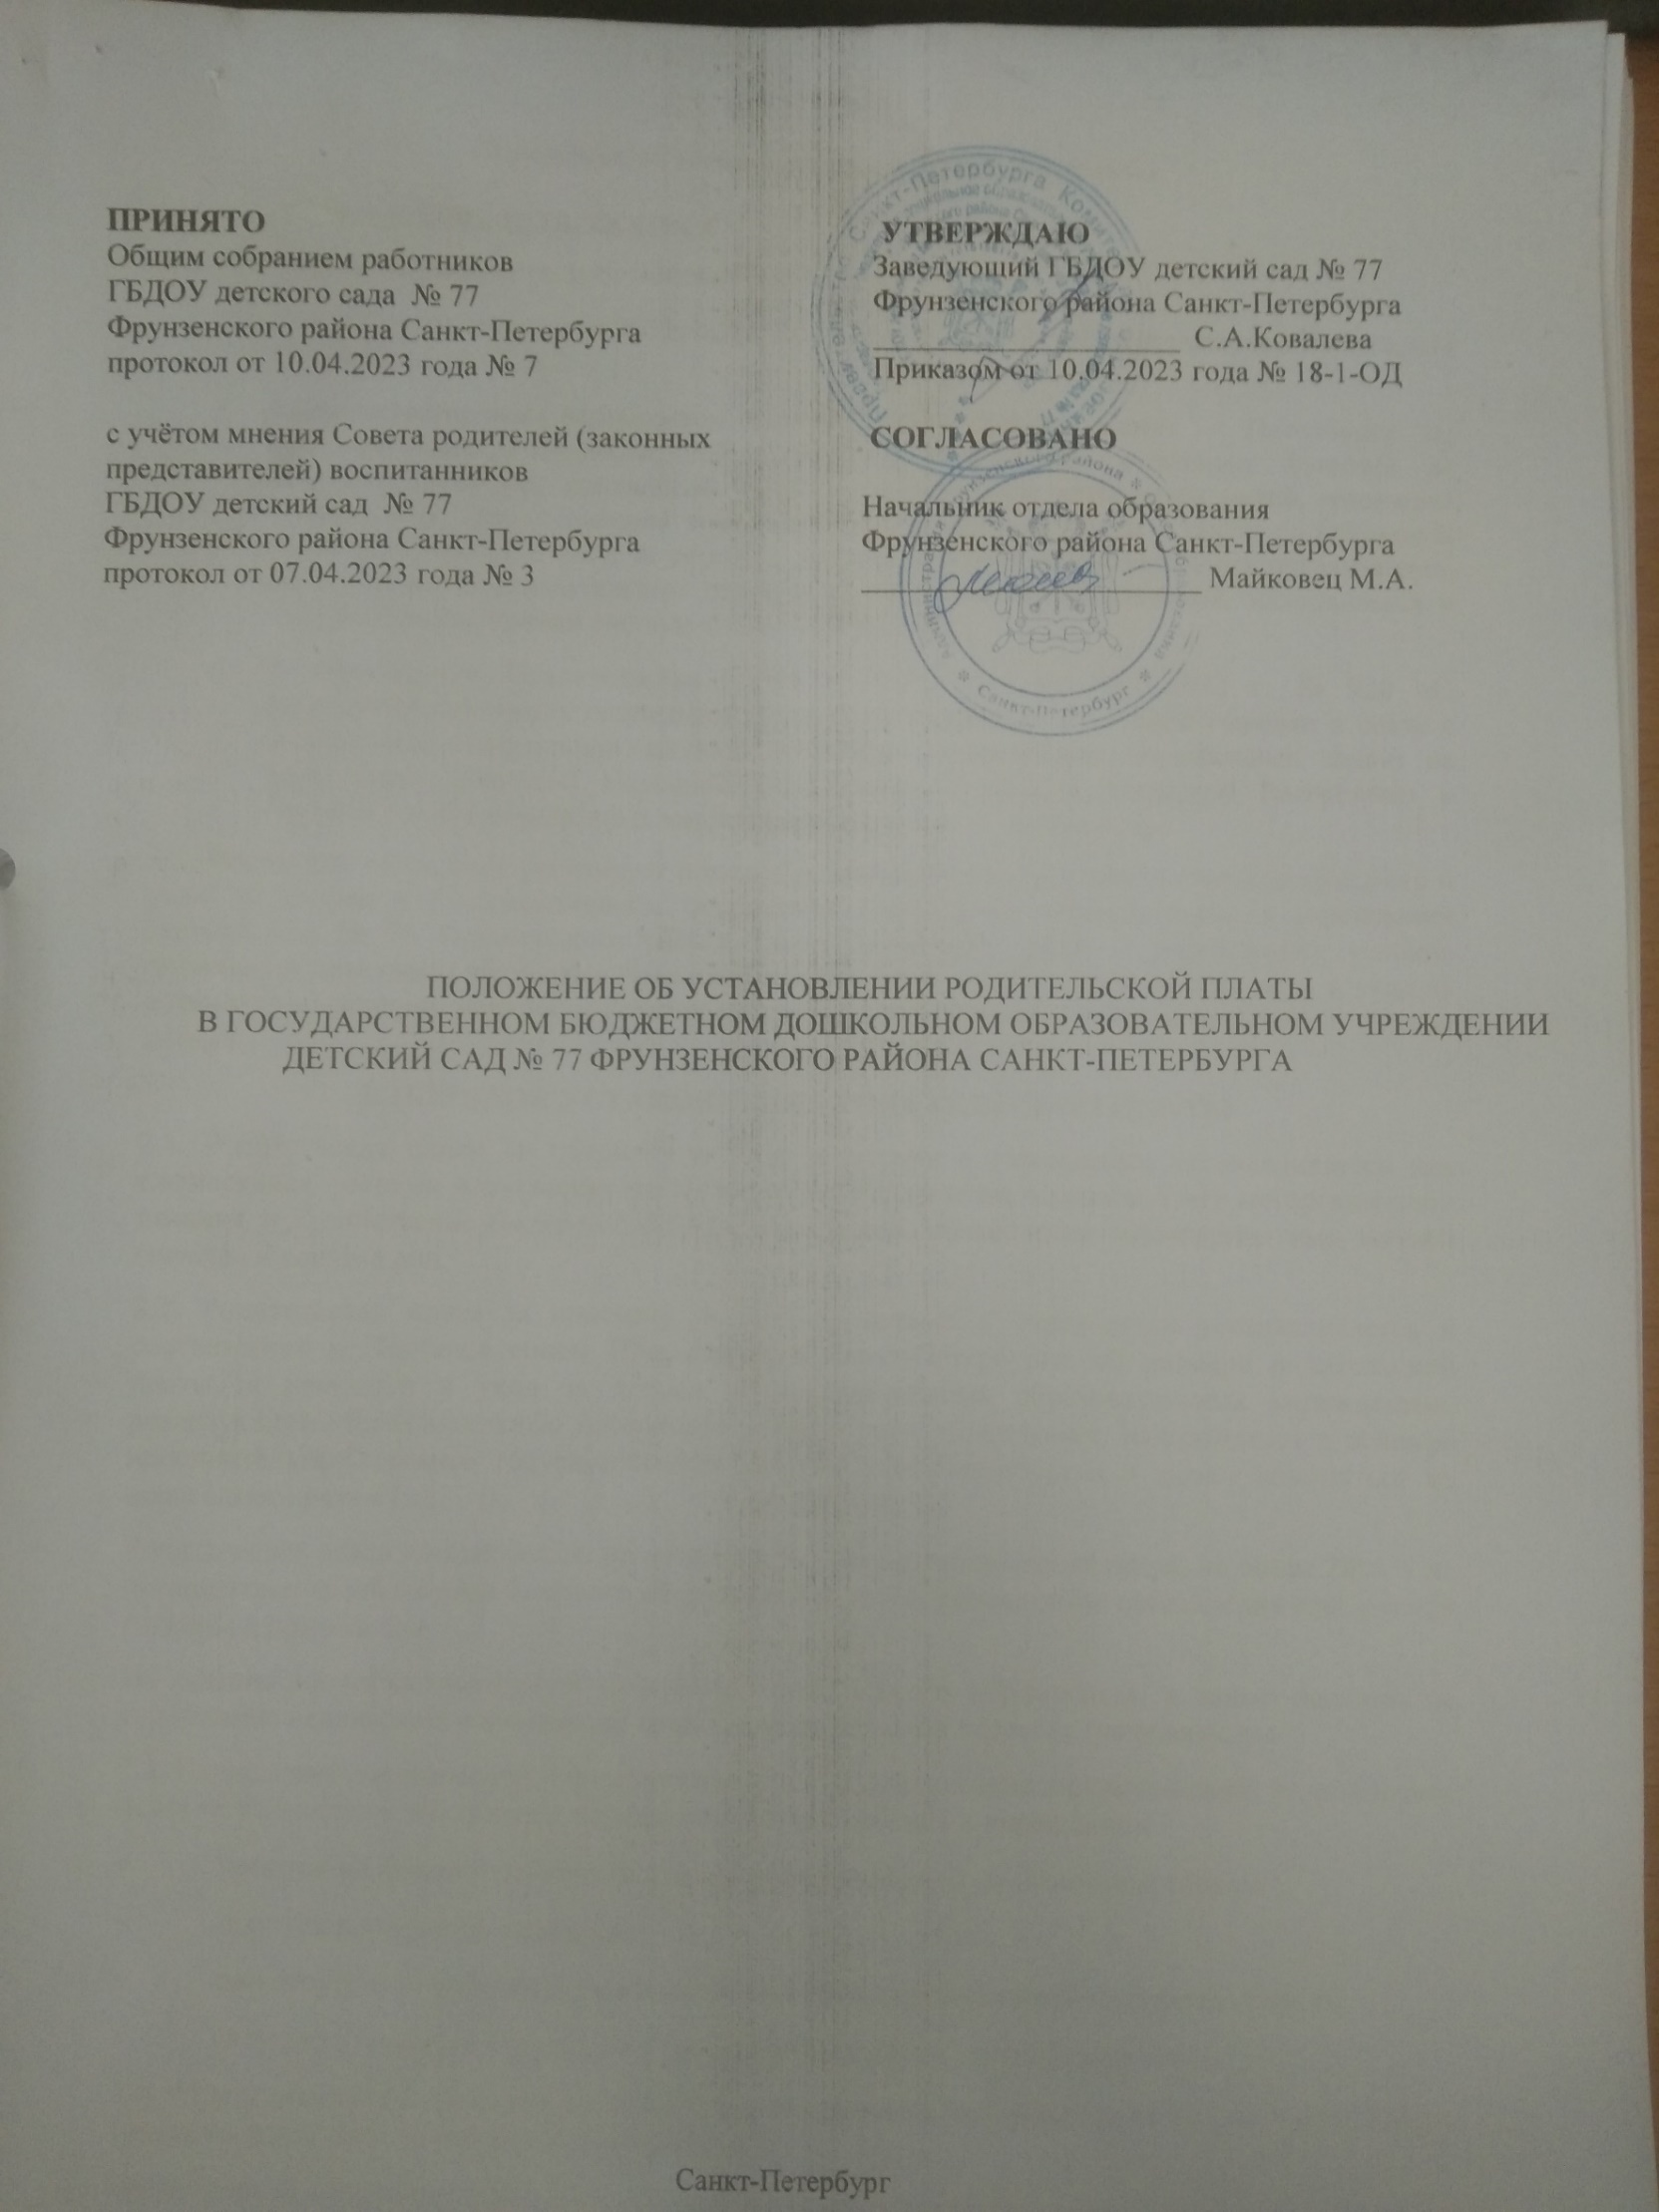 ПРИНЯТО
Общим собранием работников
ГБДОУ детского сада № 77
Фрунзенского района Санкт-Петербурга
протокол от 10.04.2023 года № 7
с учётом мнения Совета родителей (законных
представителей) воспитанников
ГБДОУ детский сад № 77
Фрунзенского района Санкт-Петербурга
протокол от 07.04.2023 года № 3
УТВЕРЖДАЮ
Заведующий ГБДОУ детский сад № 77
Фрунзенского района Санкт-Петербурга
С.А.Ковалева
Приказом от 10.04.2023 года № 18-1-ОД
СОГЛАСОВАНО
Начальник отдела образования
Фрунзенского района Санкт-Петербурга
Майковец М.А.
Санкт-Петербург
ПОЛОЖЕНИЕ ОБ УСТАНОВЛЕНИИ РОДИТЕЛЬСКОЙ ПЛАТЫ
В ГОСУДАРСТВЕННОМ БЮДЖЕТНОМ ДОШКОЛЬНОМ ОБРАЗОВАТЕЛЬНОМ УЧРЕЖДЕНИИ
ДЕТСКИЙ САД № 77 ФРУНЗЕНСКОГО РАЙОНА САНКТ-ПЕТЕРБУРГА
Санкт-Петербург